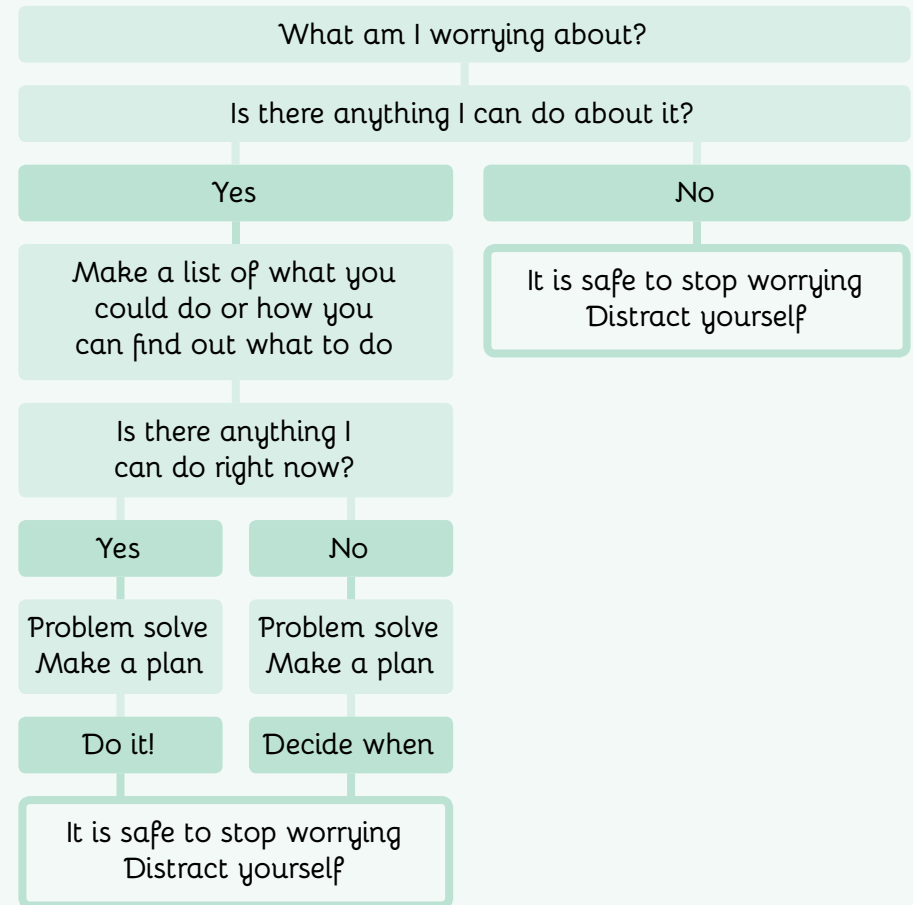 What am I worrying about?
Is there anything I can do about it?
Yes
No
Make a list of what you
could do or how you
can find out what to do
It is safe to stop worrying
Distract yourself
Is there anything I
can do right now?
Yes
No
Problem solve
Make a plan
Problem solve
Make a plan
Do it!
Decide when
It is safe to stop worrying
Distract yourself